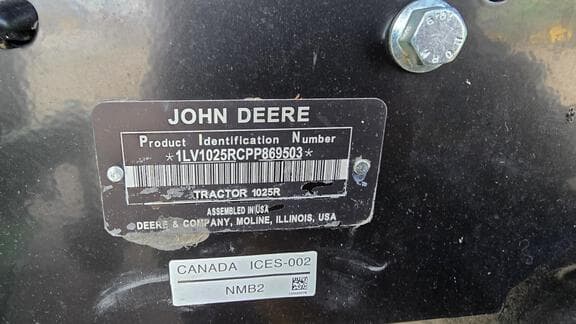 JOHN DEERE
Product Identification Number
*1LV1025RCPP869503*
TRACTOR 1025R
ASSEMBLED IN USA
DEERE & COMPANY, MOLINE, ILLINOIS, USA
CANADA ICES-002
NMB2